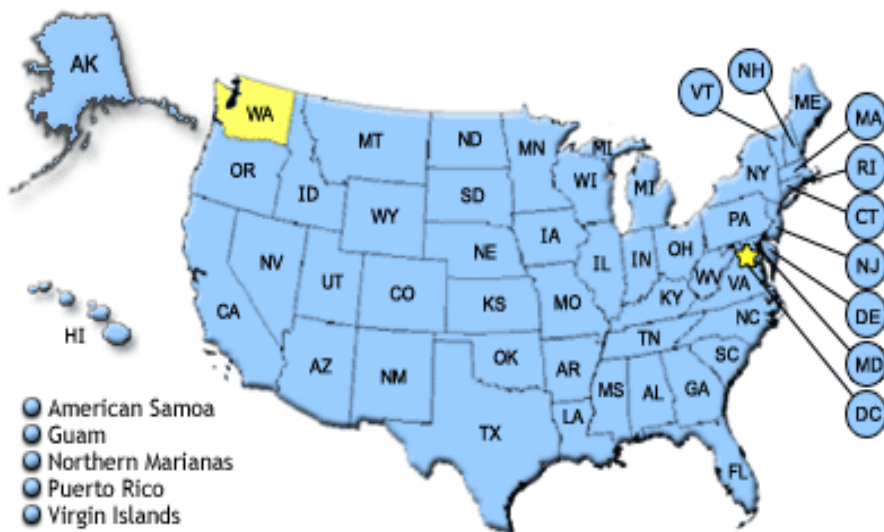 AK
WA
MT
ND
MN
MI
WI
MI
NY
VT
NH
ME
MA
RI
CT
NJ
DE
MD
DC
OR
ID
WY
SD
IA
NE
NV
UT
CO
KS
MO
IL
IN
OH
PA
WV
VA
KY
CA
AZ
NM
OK
AR
TN
NC
SC
MS
AL
GA
LA
TX
FL
HI
American Samoa
Guam
Northern Marianas
Puerto Rico
Virgin Islands